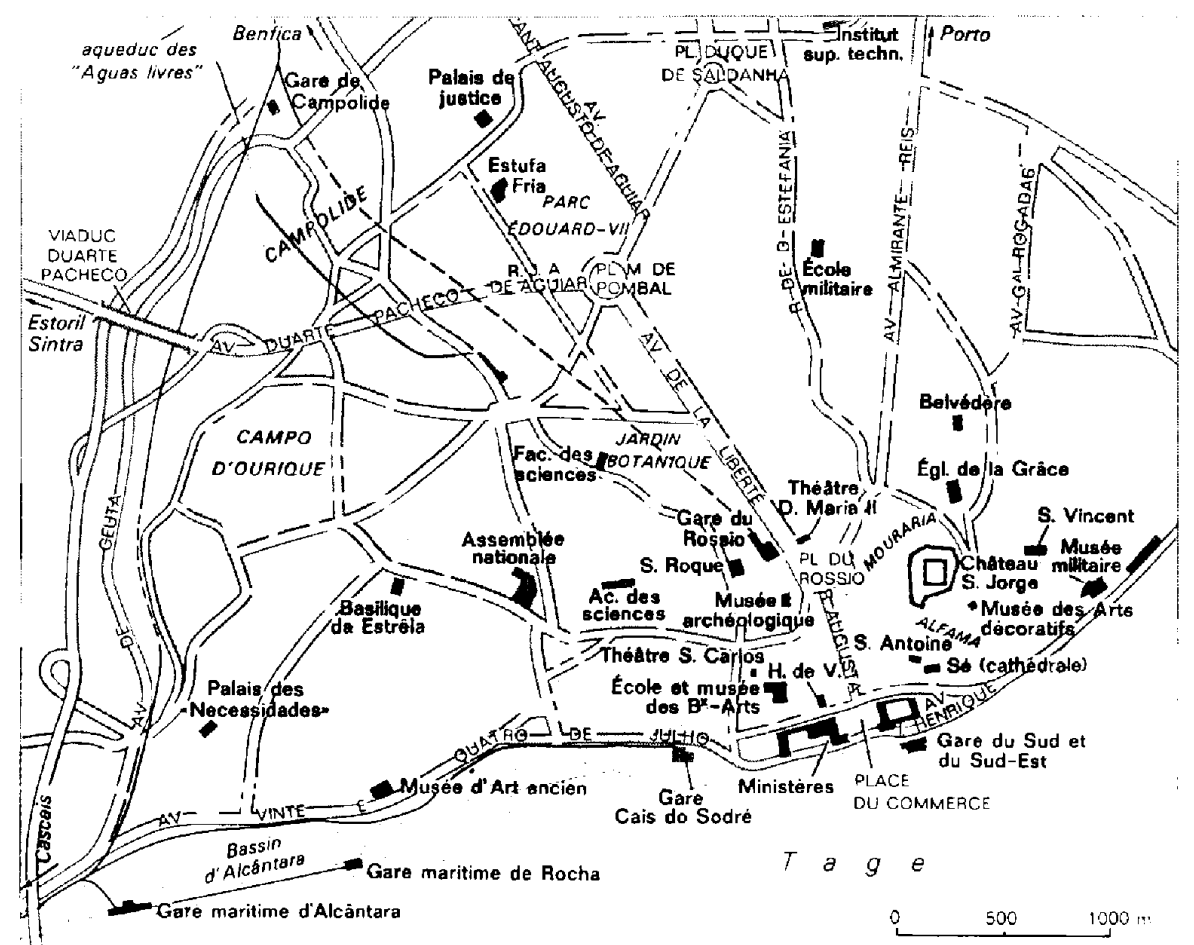 aqueduc des
"Aguas livres"
Benfica
Gare de
Campolide
Palais de
justice
ANT. AUGUSTO DE AGUIAR
AV.
PL. DUQUE
DE SALDANHA
Institut
sup. techn.
Porto
Estufa
Fria
PARC
ÉDOUARD-VII
CAMPOLIDE
VIADUC
DUARTE
PACHECO
Estoril
Sintra
AV DUARTE PACHECO
R. J. A
DE AGUIAR
PL. M DE
POMBAL
École
militaire
R. DE D. ESTEFANIA
AV ALMIRANTE REIS
AV GAL ROGADAS
AV DE LA LIBERTÉ
CAMPO
D'OURIQUE
JARDIN
BOTANIQUE
Fac. des
sciences
Belvédère
Égl. de la Grâce
Théâtre
D. Maria II
MOURARIA
Gare du
Rossio
PL DU
ROSSIO
S. Vincent
Musée
militaire
Château
S. Jorge
Assemblée
nationale
S. Roque
Ac. des
sciences
Musée
archéologique
Musée des Arts
décoratifs
ALFAMA
Basilique
da Estrêla
AV DE CEUTA
R. AUGUSTA
S. Antoine
Sé (cathédrale)
Théâtre S. Carlos
H. de V.
École et musée
des Bx-Arts
Palais des
«Necessidades»
AV
HENRIQUE
Gare du Sud et
du Sud-Est
AV VINTE E QUATRO DE JULHO
Musée d'Art ancien
Gare
Cais do Sodré
Ministères
PLACE
DU COMMERCE
Cascais
Bassin
d'Alcântara
Gare maritime de Rocha
Gare maritime d'Alcântara
Tage
0 500 1000 m